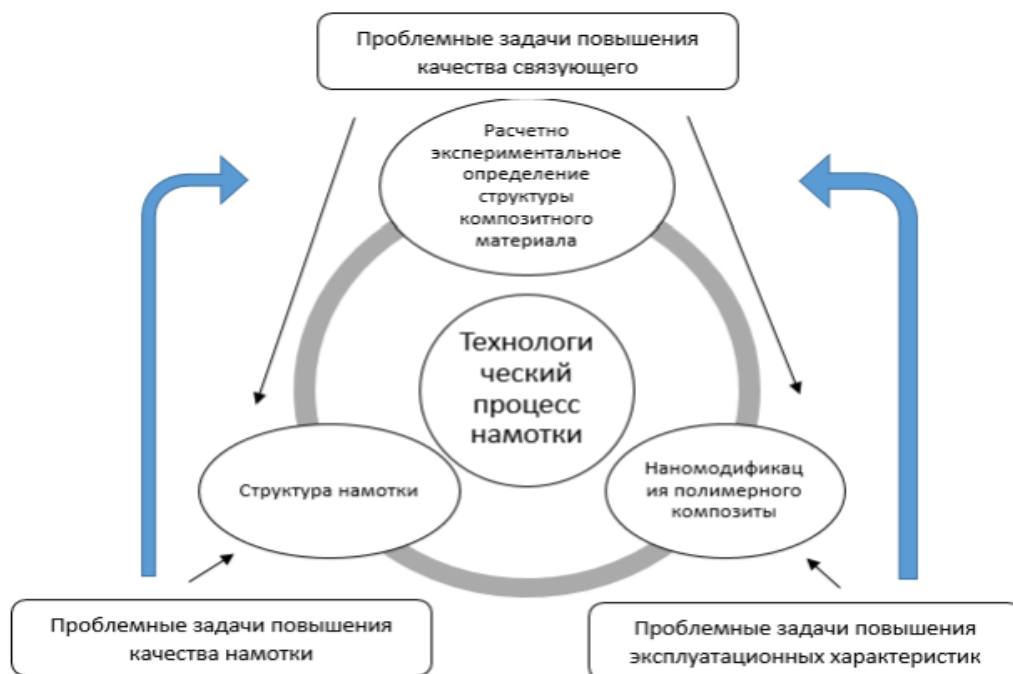 Проблемные задачи повышения
качества связующего
Расчетно
экспериментальное
определение
структуры
композитного
материала
Технологи
ческий
процесс
намотки
Структура намотки
Наномодификац
ия полимерного
композиты
Проблемные задачи повышения
качества намотки
Проблемные задачи повышения
эксплуатационных характеристик